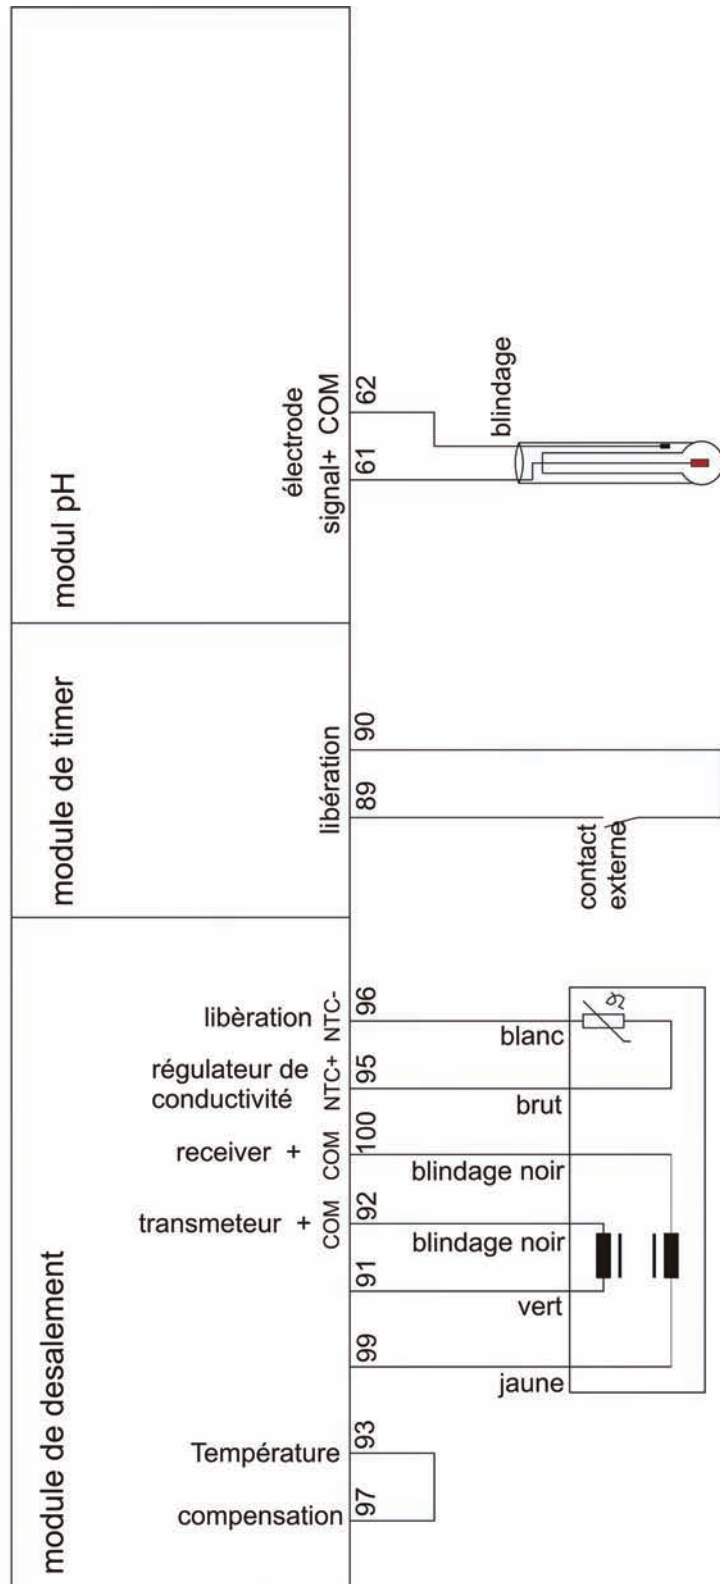 modul pH
électrode
signal+ COM
61 62
blindage
module de timer
libération
89 90
contact
externe
module de desalement
libèration
NTC-
96
blanc
régulateur de
conductivité
NTC+
95
brut
receiver +
COM
100
blindage noir
transmeteur +
COM
92
blindage noir
91
vert
99
jaune
Température
93
compensation
97